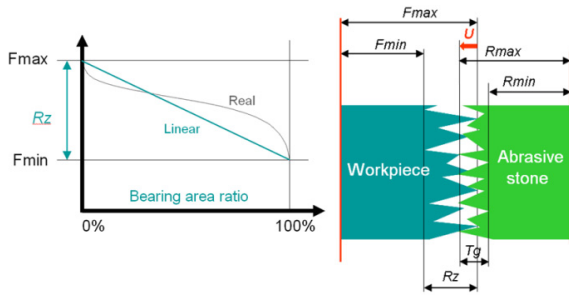 Fmax
Rz
Fmin
Real
Linear
Bearing area ratio
0%
100%
Fmax
U
Fmin
Rmax
Rmin
Workpiece
Abrasive
stone
Tg
Rz